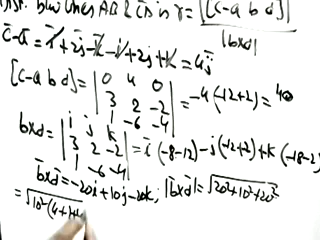 Dist. b/w lines AB & CD is r = |[c-a b d]| / |b×d|
c̄-ā = i+2j-k-i+2j+k = 4j
[c-a b d] = |0 4 0; 3 2 -2; 1 -6 -4| = -4(-12+2) = 40
b×d = |i j k; 3 2 -2; 1 -6 -4| = i(-8-12) - j(-12+2) + k(-18-2)
b̄×d = -20i+10j-20k, |b×d| = √20²+10²+20²
= √10²(4+1+4